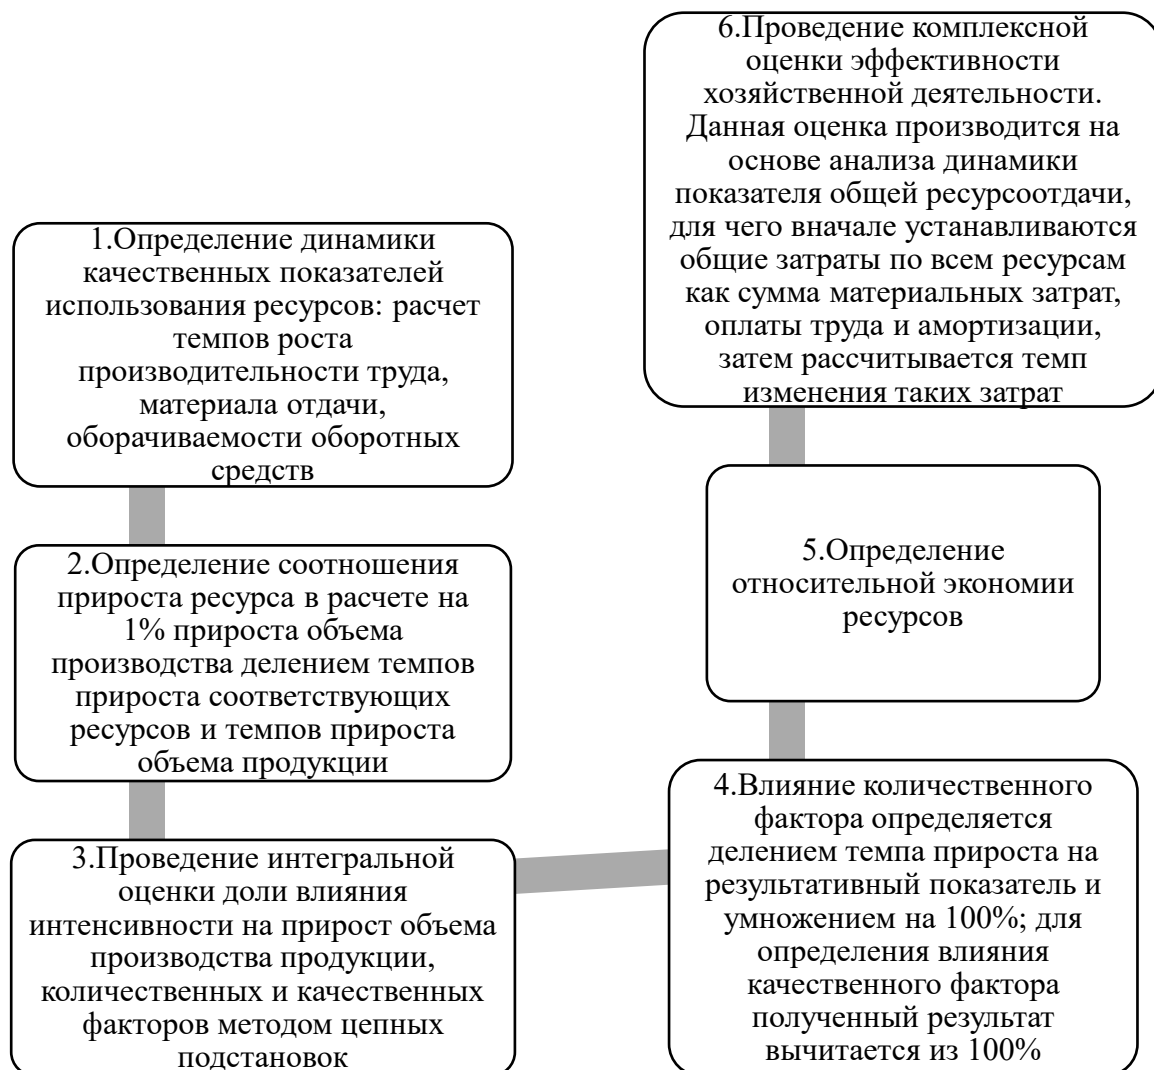 1.Определение динамики
качественных показателей
использования ресурсов: расчет
темпов роста
производительности труда,
материала отдачи,
оборачиваемости оборотных
средств
2.Определение соотношения
прироста ресурса в расчете на
1% прироста объема
производства делением темпов
прироста соответствующих
ресурсов и темпов прироста
объема продукции
3.Проведение интегральной
оценки доли влияния
интенсивности на прирост объема
производства продукции,
количественных и качественных
факторов методом цепных
подстановок
4.Влияние количественного
фактора определяется
делением темпа прироста на
результативный показатель и
умножением на 100%; для
определения влияния
качественного фактора
полученный результат
вычитается из 100%
5.Определение
относительной экономии
ресурсов
6.Проведение комплексной
оценки эффективности
хозяйственной деятельности.
Данная оценка производится на
основе анализа динамики
показателя общей ресурсоотдачи,
для чего вначале устанавливаются
общие затраты по всем ресурсам
как сумма материальных затрат,
оплаты труда и амортизации,
затем рассчитывается темп
изменения таких затрат